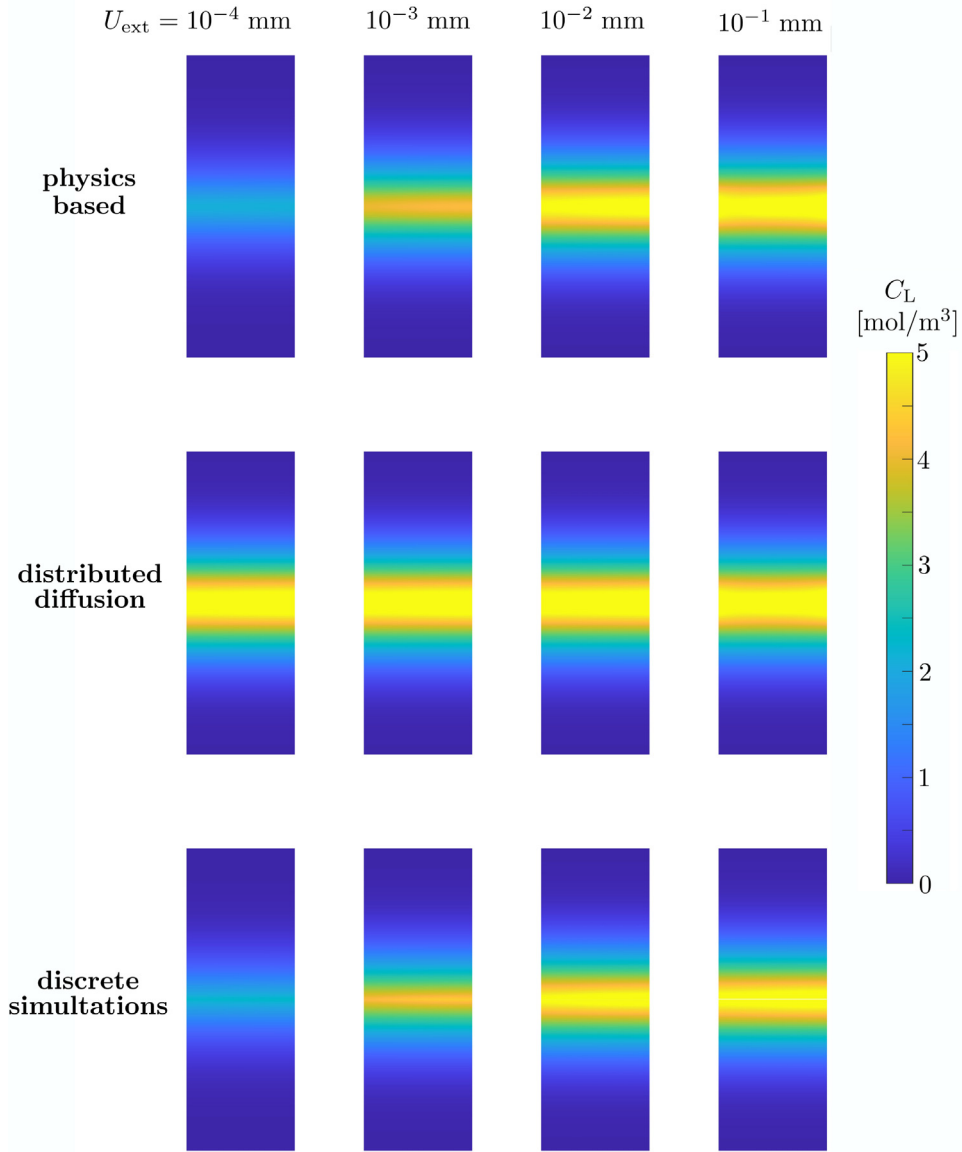 U_ext = 10⁻⁴ mm 10⁻³ mm 10⁻² mm 10⁻¹ mm
physics
based
C_L
[mol/m³]
5
4
distributed
diffusion
3
2
1
0
discrete
simultations